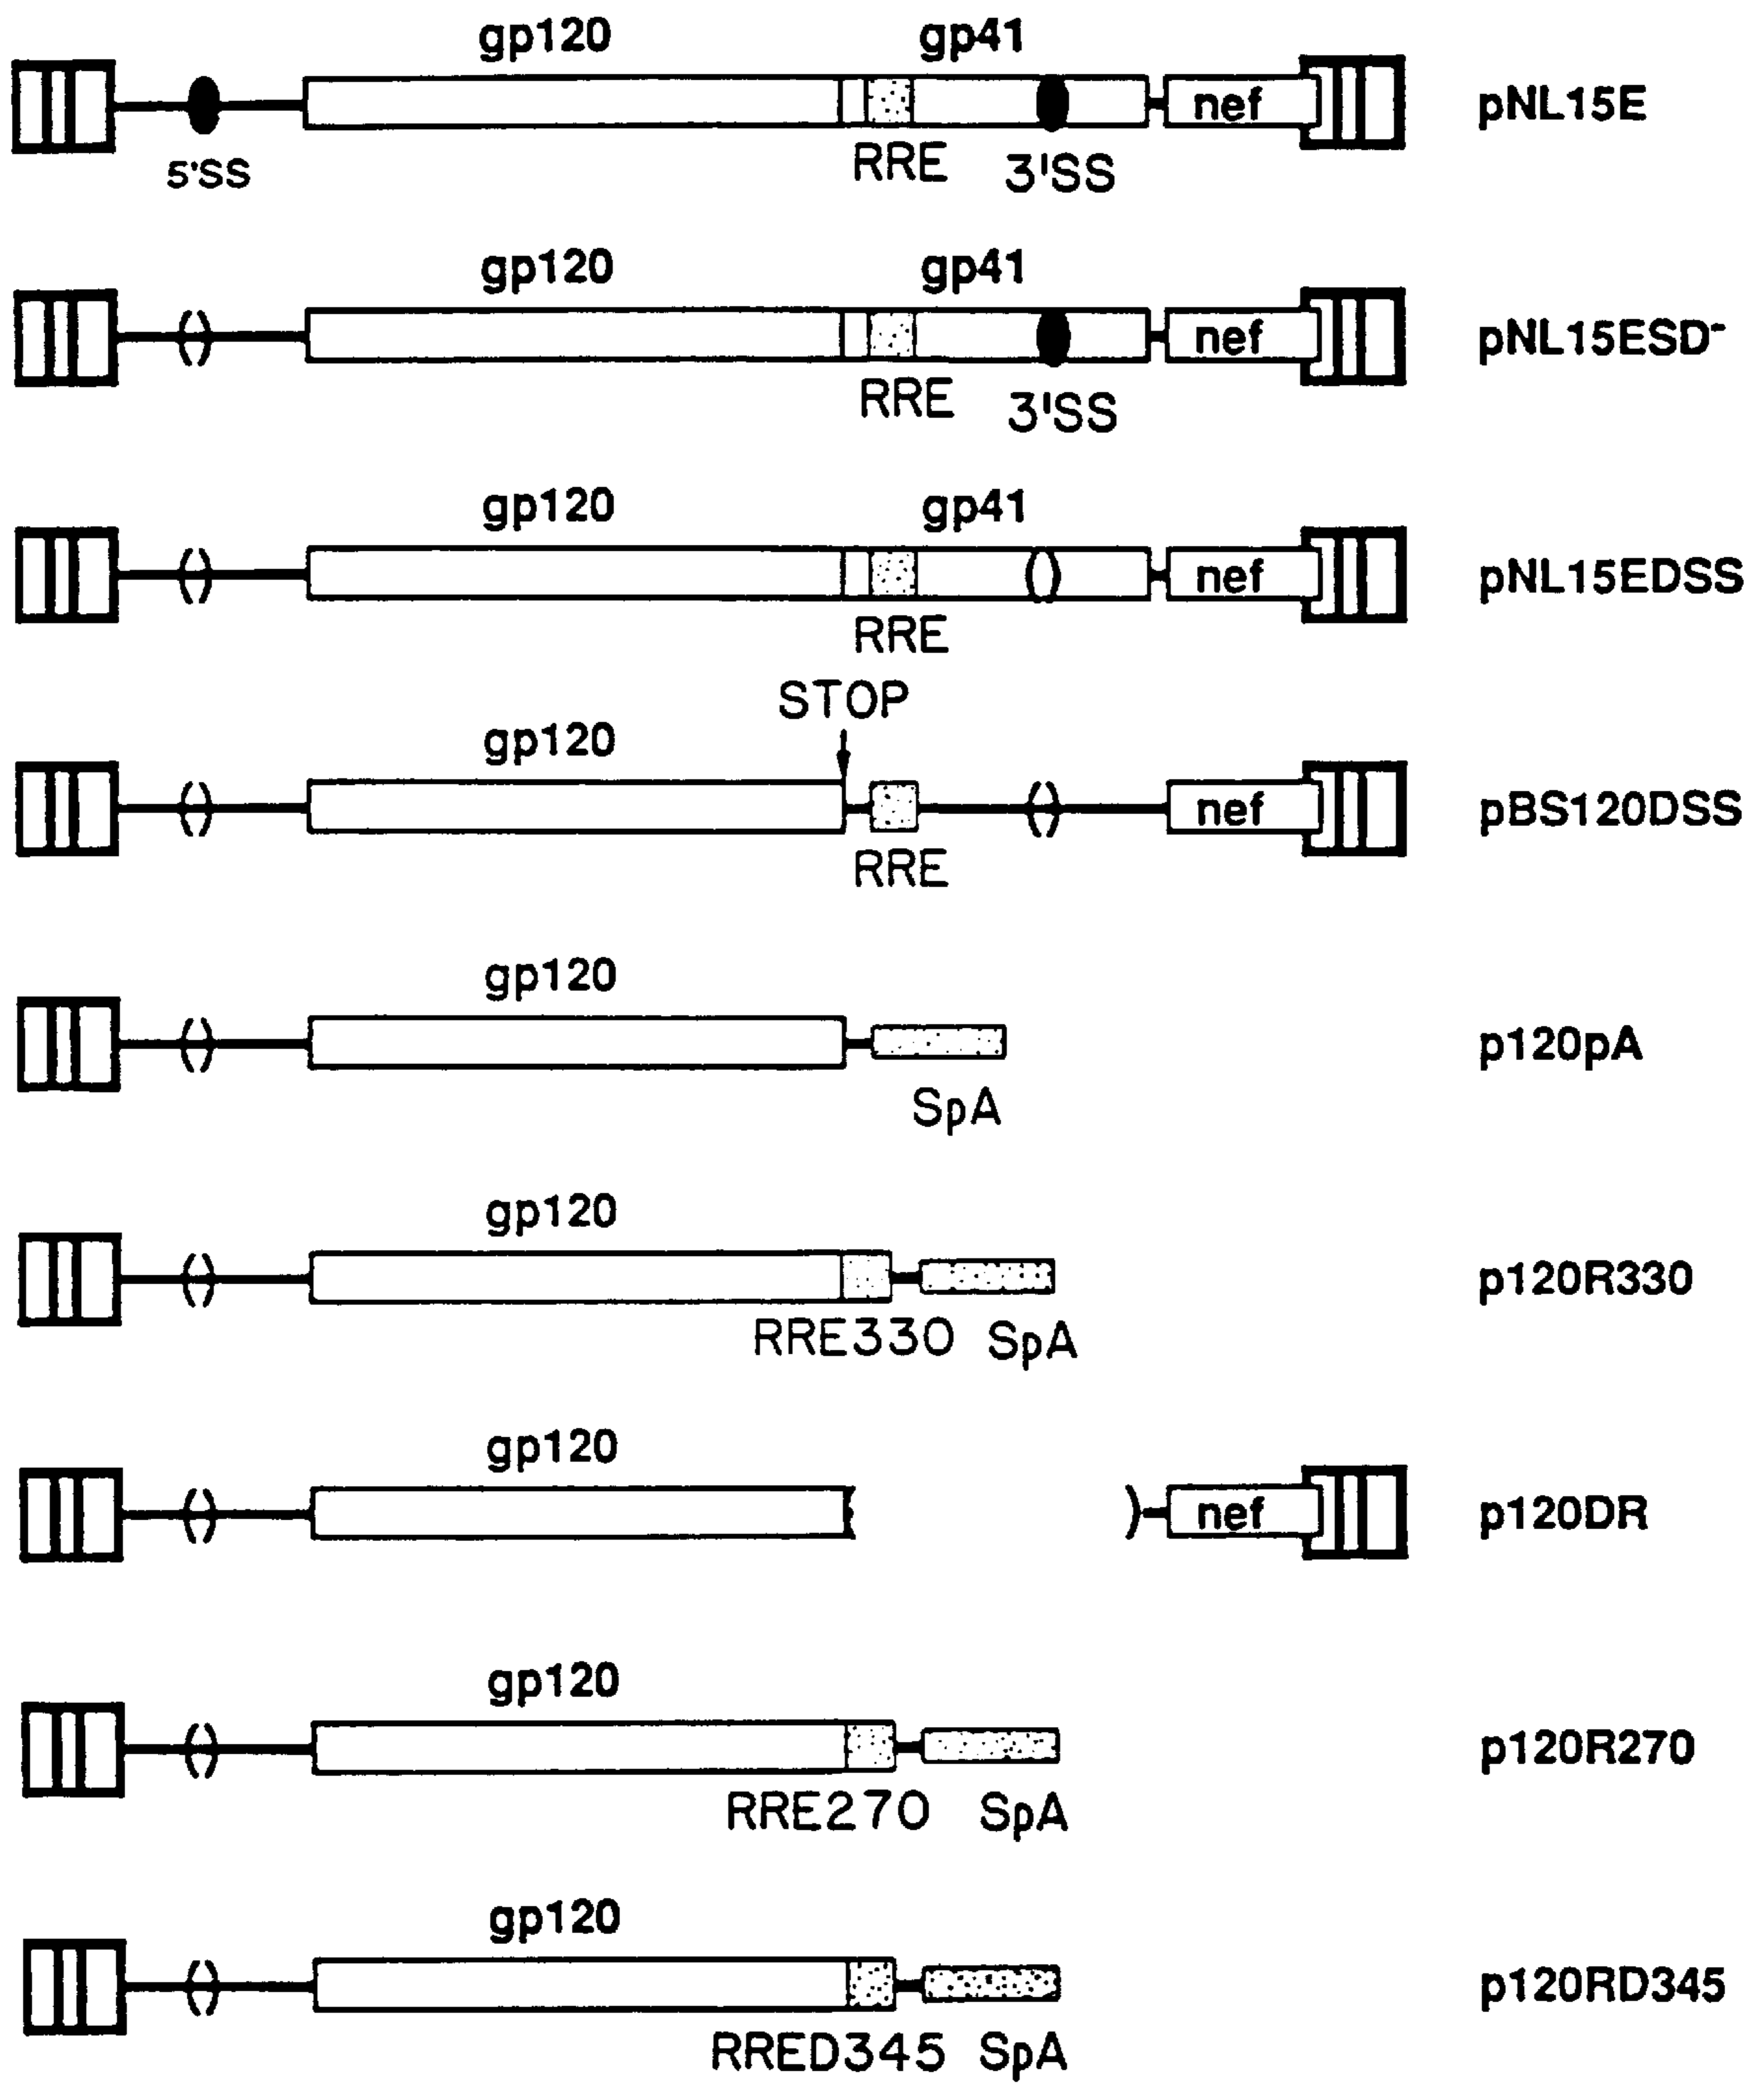 gp120 gp41
nef pNL15E
5'SS RRE 3'SS
gp120 gp41
nef pNL15ESD-
RRE 3'SS
gp120 gp41
nef pNL15EDSS
RRE
STOP
gp120
nef pBS120DSS
RRE
gp120
p120pA
SpA
gp120
p120R330
RRE330 SpA
gp120
nef p120DR
gp120
p120R270
RRE270 SpA
gp120
p120RD345
RRED345 SpA